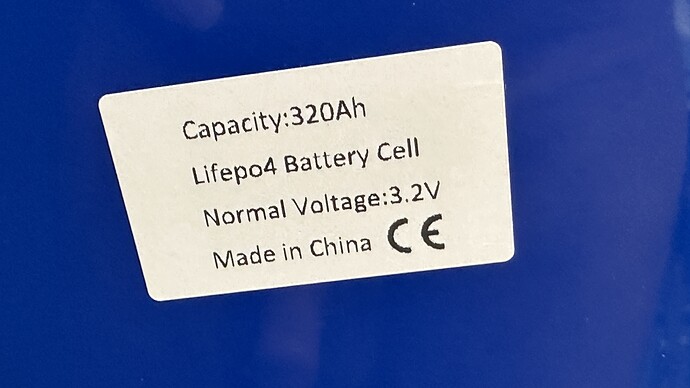 Capacity:320Ah
Lifepo4 Battery Cell
Normal Voltage:3.2V
Made in China CE